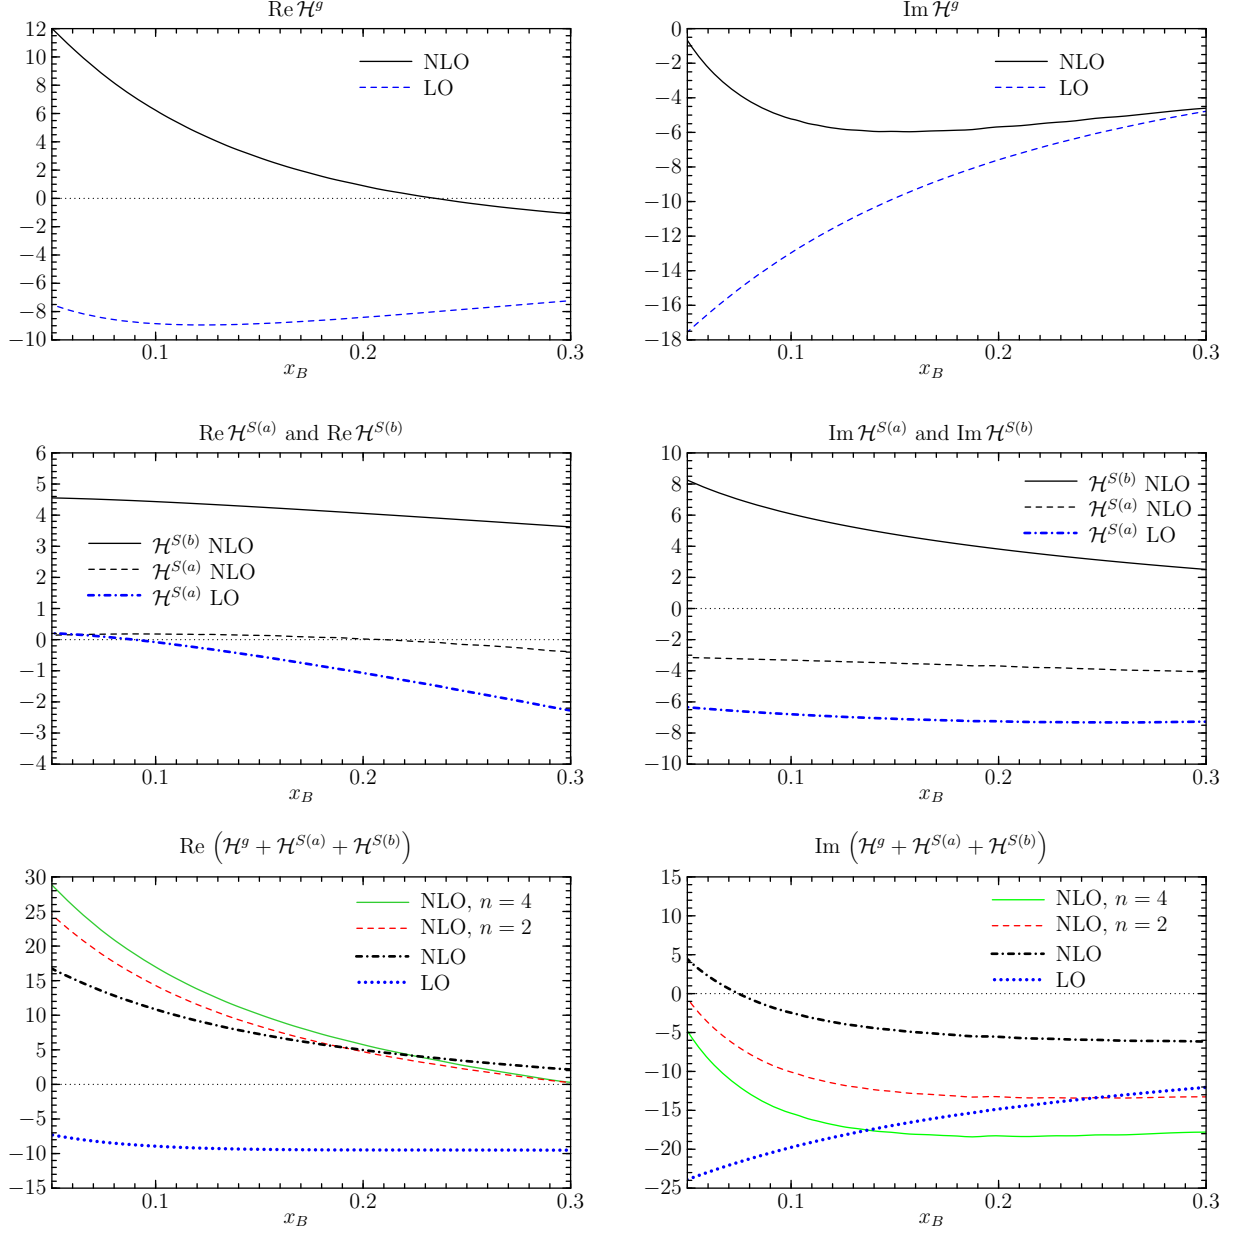 Re ℋ^g
12
10
8
6
4
2
0
−2
−4
−6
−8
−10
NLO
LO
0.1 0.2 0.3
x_B
Im ℋ^g
0
−2
−4
−6
−8
−10
−12
−14
−16
−18
NLO
LO
0.1 0.2 0.3
x_B
Re ℋ^{S(a)} and Re ℋ^{S(b)}
6
5
4
3
2
1
0
−1
−2
−3
−4
ℋ^{S(b)} NLO
ℋ^{S(a)} NLO
ℋ^{S(a)} LO
0.1 0.2 0.3
x_B
Im ℋ^{S(a)} and Im ℋ^{S(b)}
10
8
6
4
2
0
−2
−4
−6
−8
−10
ℋ^{S(b)} NLO
ℋ^{S(a)} NLO
ℋ^{S(a)} LO
0.1 0.2 0.3
x_B
Re (ℋ^g + ℋ^{S(a)} + ℋ^{S(b)})
30
25
20
15
10
5
0
−5
−10
−15
NLO, n = 4
NLO, n = 2
NLO
LO
0.1 0.2 0.3
x_B
Im (ℋ^g + ℋ^{S(a)} + ℋ^{S(b)})
15
10
5
0
−5
−10
−15
−20
−25
NLO, n = 4
NLO, n = 2
NLO
LO
0.1 0.2 0.3
x_B